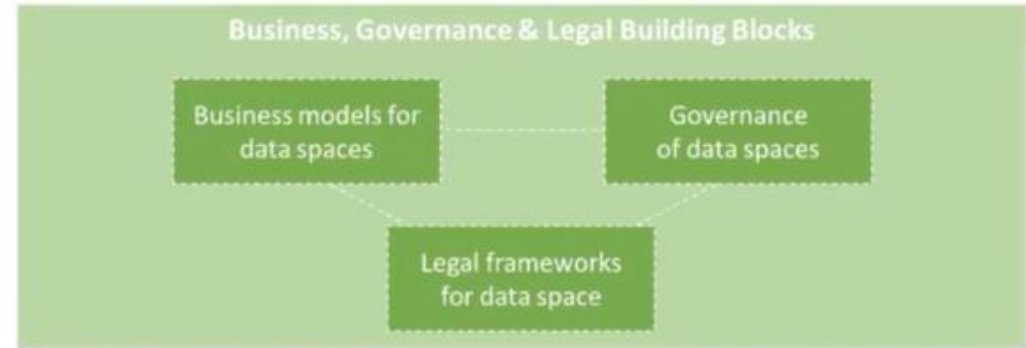 Business, Governance & Legal Building Blocks
Business models for
data spaces
Governance
of data spaces
Legal frameworks
for data space